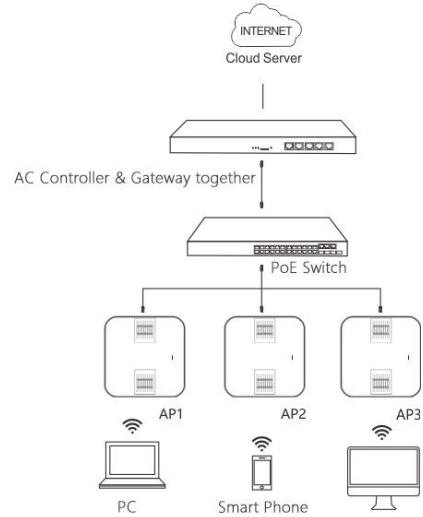 INTERNET
Cloud Server
AC Controller & Gateway together
PoE Switch
AP1
AP2
AP3
PC
Smart Phone